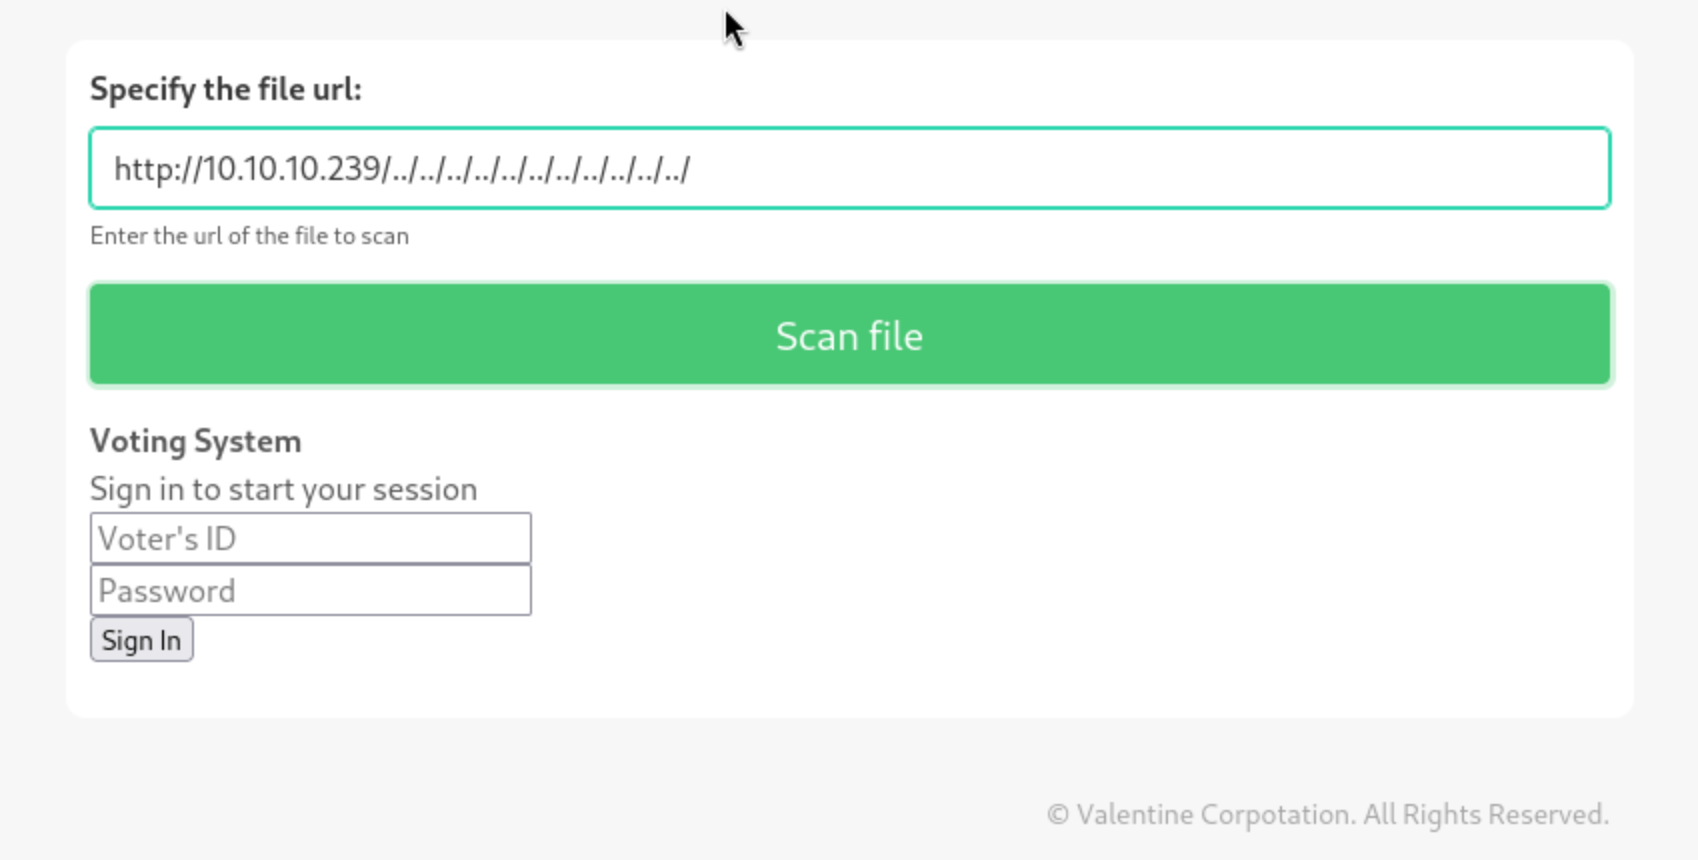 Specify the file url:
http://10.10.10.239/../../../../../../../../../../../
Enter the url of the file to scan
Scan file
Voting System
Sign in to start your session
Voter's ID
Password
Sign In
© Valentine Corpotation. All Rights Reserved.